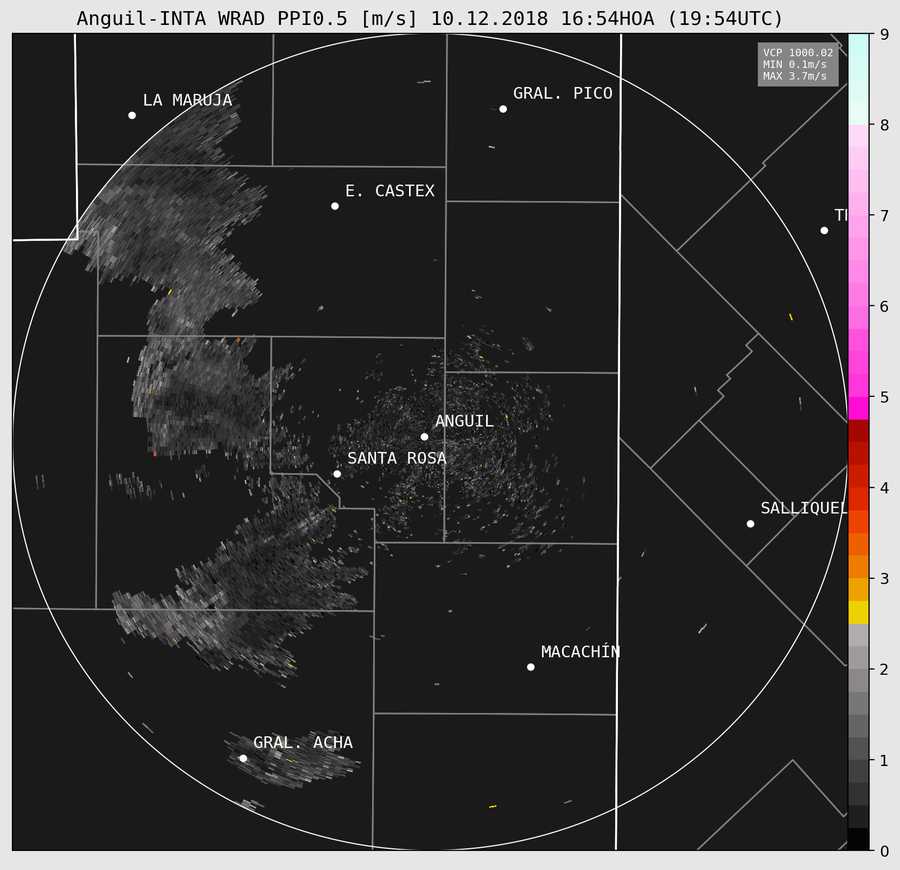 Anguil-INTA WRAD PPI0.5 [m/s] 10.12.2018 16:54HOA (19:54UTC)
VCP 1000.02
MIN 0.1m/s
MAX 3.7m/s
LA MARUJA
GRAL. PICO
E. CASTEX
ANGUIL
SANTA ROSA
SALLIQUEL
MACACHÍN
GRAL. ACHA
9
8
7
6
5
4
3
2
1
0